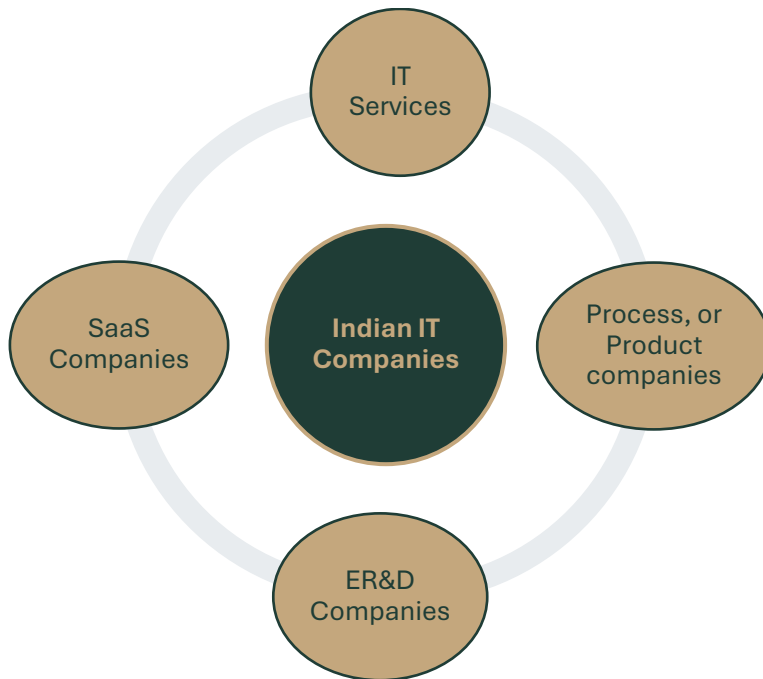 IT
Services
SaaS
Companies
Indian IT
Companies
Process, or
Product
companies
ER&D
Companies